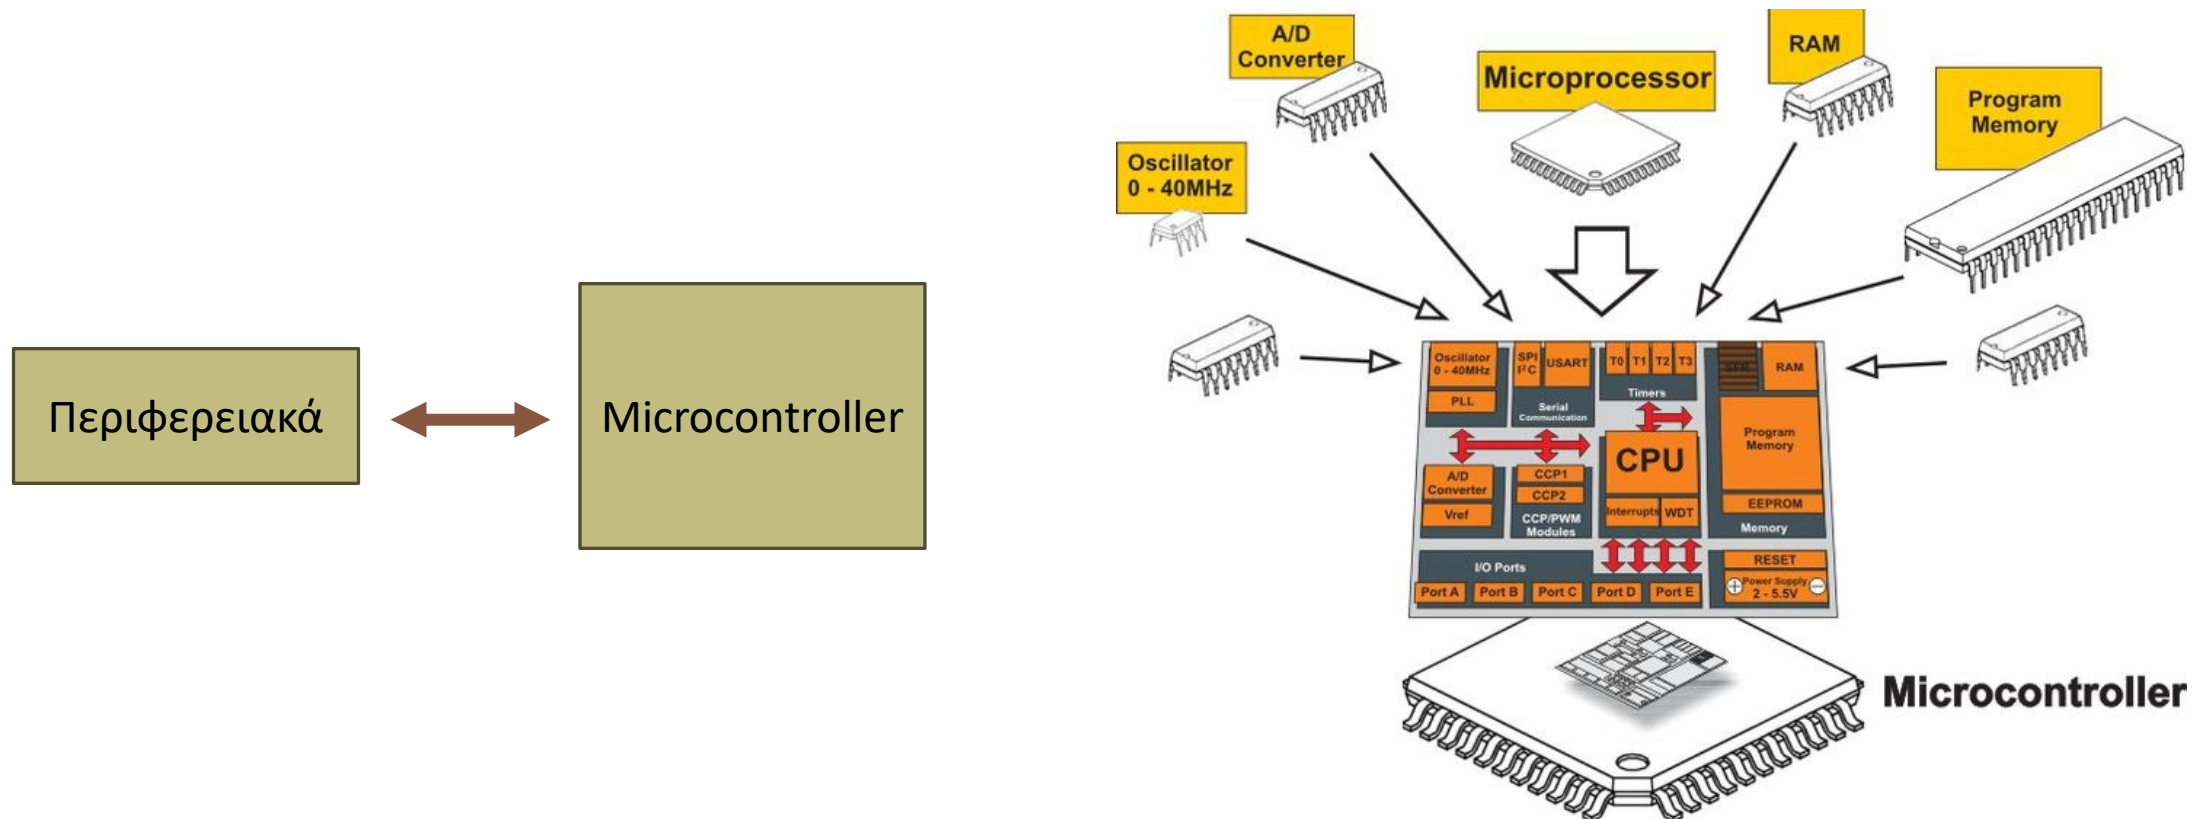 Περιφερειακά
Microcontroller
A/D
Converter
Microprocessor
RAM
Program
Memory
Oscillator
0 - 40MHz
Oscillator
0 - 40MHz
PLL
SPI
I²C
USART
Serial
Communication
T0
T1
T2
T3
Timers
RAM
Program
Memory
EEPROM
Memory
A/D
Converter
Vref
CCP1
CCP2
CCP/PWM
Modules
CPU
Interrupts
WDT
I/O Ports
Port A
Port B
Port C
Port D
Port E
RESET
+
Power Supply
2 - 5.5V
−
Microcontroller